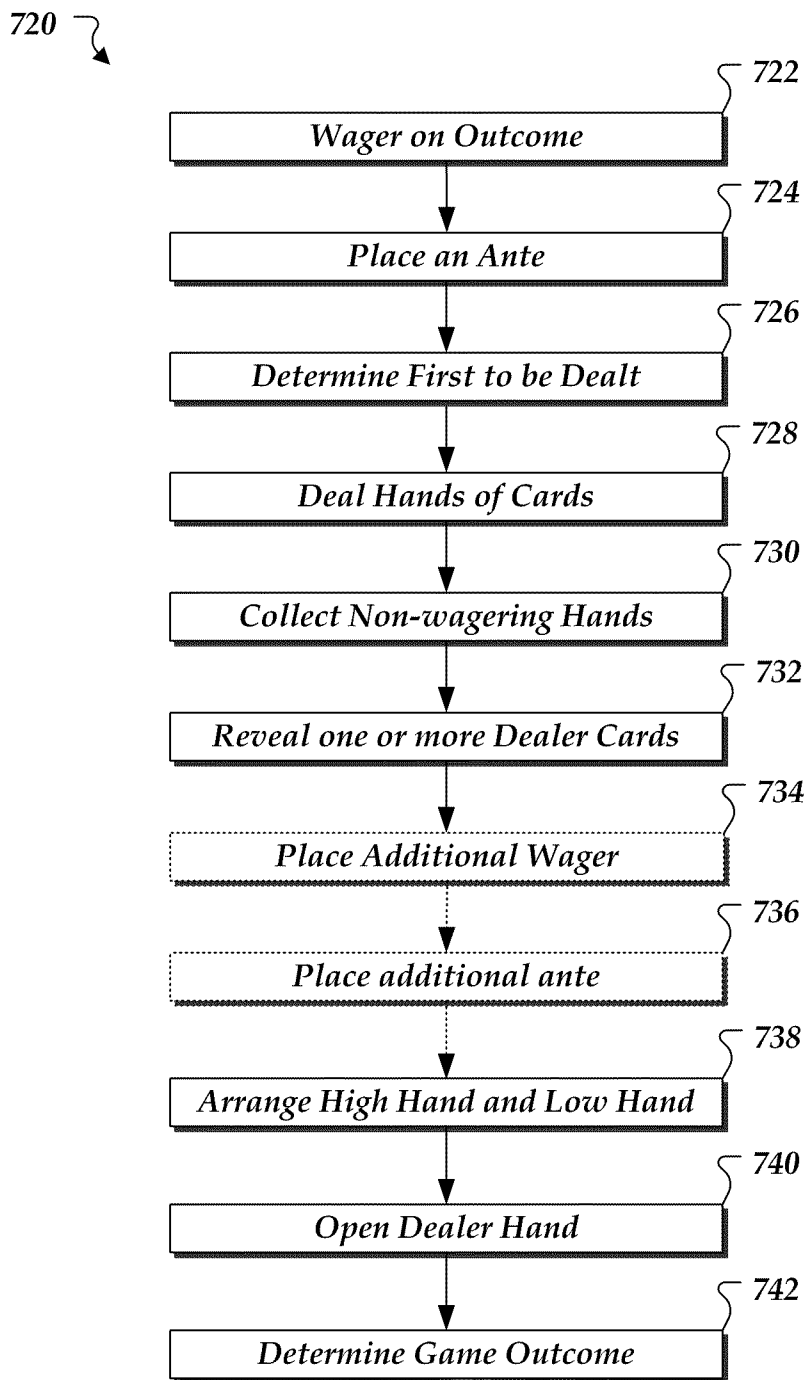 720
722
Wager on Outcome
724
Place an Ante
726
Determine First to be Dealt
728
Deal Hands of Cards
730
Collect Non-wagering Hands
732
Reveal one or more Dealer Cards
734
Place Additional Wager
736
Place additional ante
738
Arrange High Hand and Low Hand
740
Open Dealer Hand
742
Determine Game Outcome